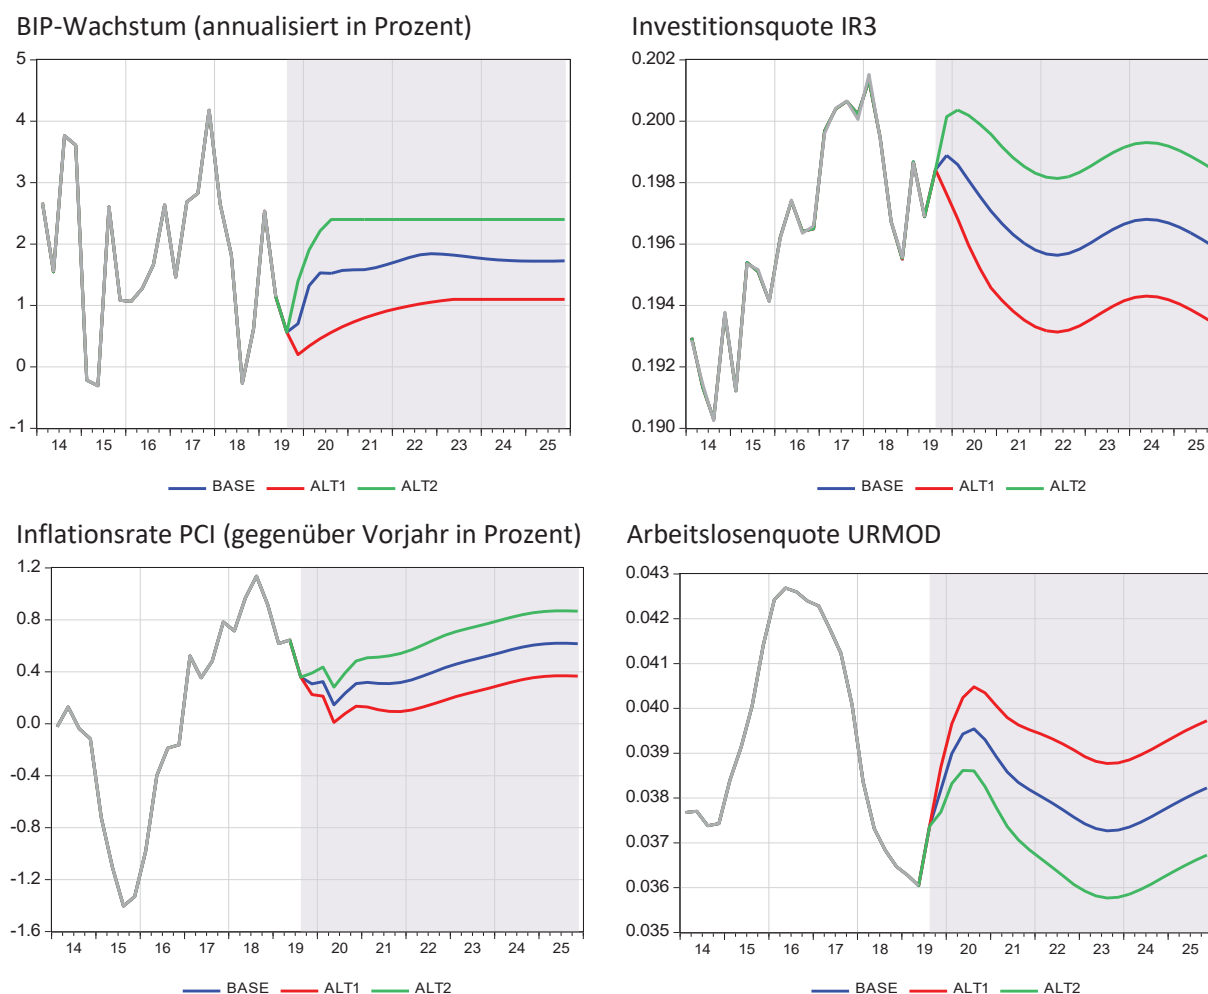 BIP-Wachstum (annualisiert in Prozent)
5
4
3
2
1
0
-1
14 15 16 17 18 19 20 21 22 23 24 25
BASE ALT1 ALT2
Investitionsquote IR3
0.202
0.200
0.198
0.196
0.194
0.192
0.190
14 15 16 17 18 19 20 21 22 23 24 25
BASE ALT1 ALT2
Inflationsrate PCI (gegenüber Vorjahr in Prozent)
1.2
0.8
0.4
0.0
-0.4
-0.8
-1.2
-1.6
14 15 16 17 18 19 20 21 22 23 24 25
BASE ALT1 ALT2
Arbeitslosenquote URMOD
0.043
0.042
0.041
0.040
0.039
0.038
0.037
0.036
0.035
14 15 16 17 18 19 20 21 22 23 24 25
BASE ALT1 ALT2